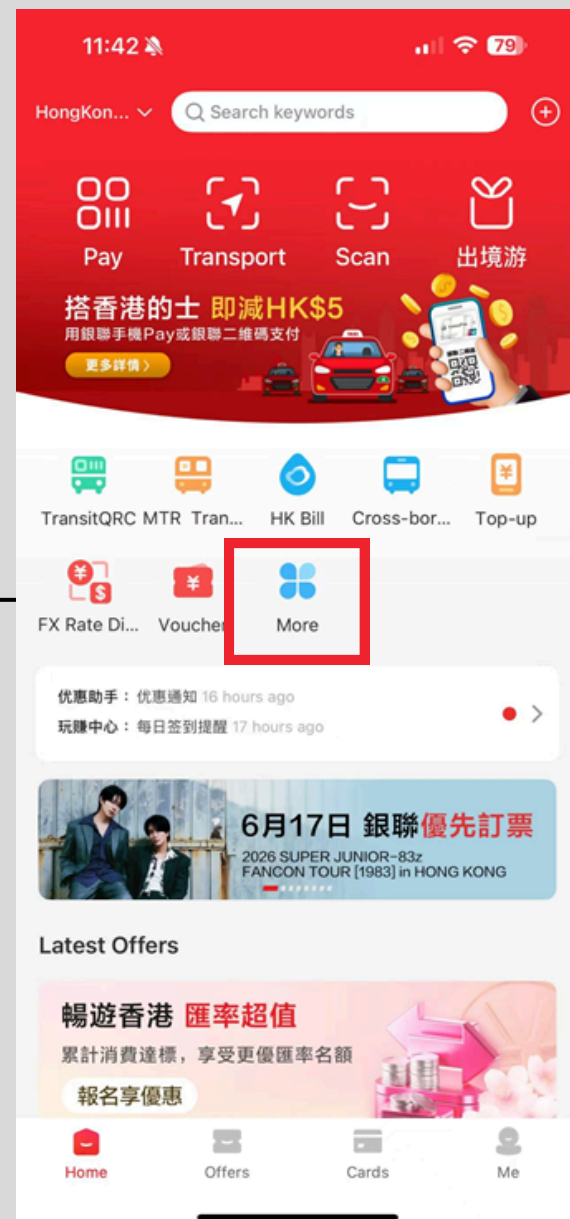 11:42
79
HongKon...
Search keywords
Pay
Transport
Scan
出境游
搭香港的士 即減HK$5
用銀聯手機Pay或銀聯二維碼支付
更多詳情>
TAXI
TransitQRC
MTR Tran...
HK Bill
Cross-bor...
Top-up
FX Rate Di...
Voucher
More
优惠助手：优惠通知 16 hours ago
玩赚中心：每日签到提醒 17 hours ago
6月17日 銀聯優先訂票
2026 SUPER JUNIOR-83z
FANCON TOUR [1983] in HONG KONG
Latest Offers
暢遊香港 匯率超值
累計消費達標，享受更優匯率名額
報名享優惠
Home
Offers
Cards
Me